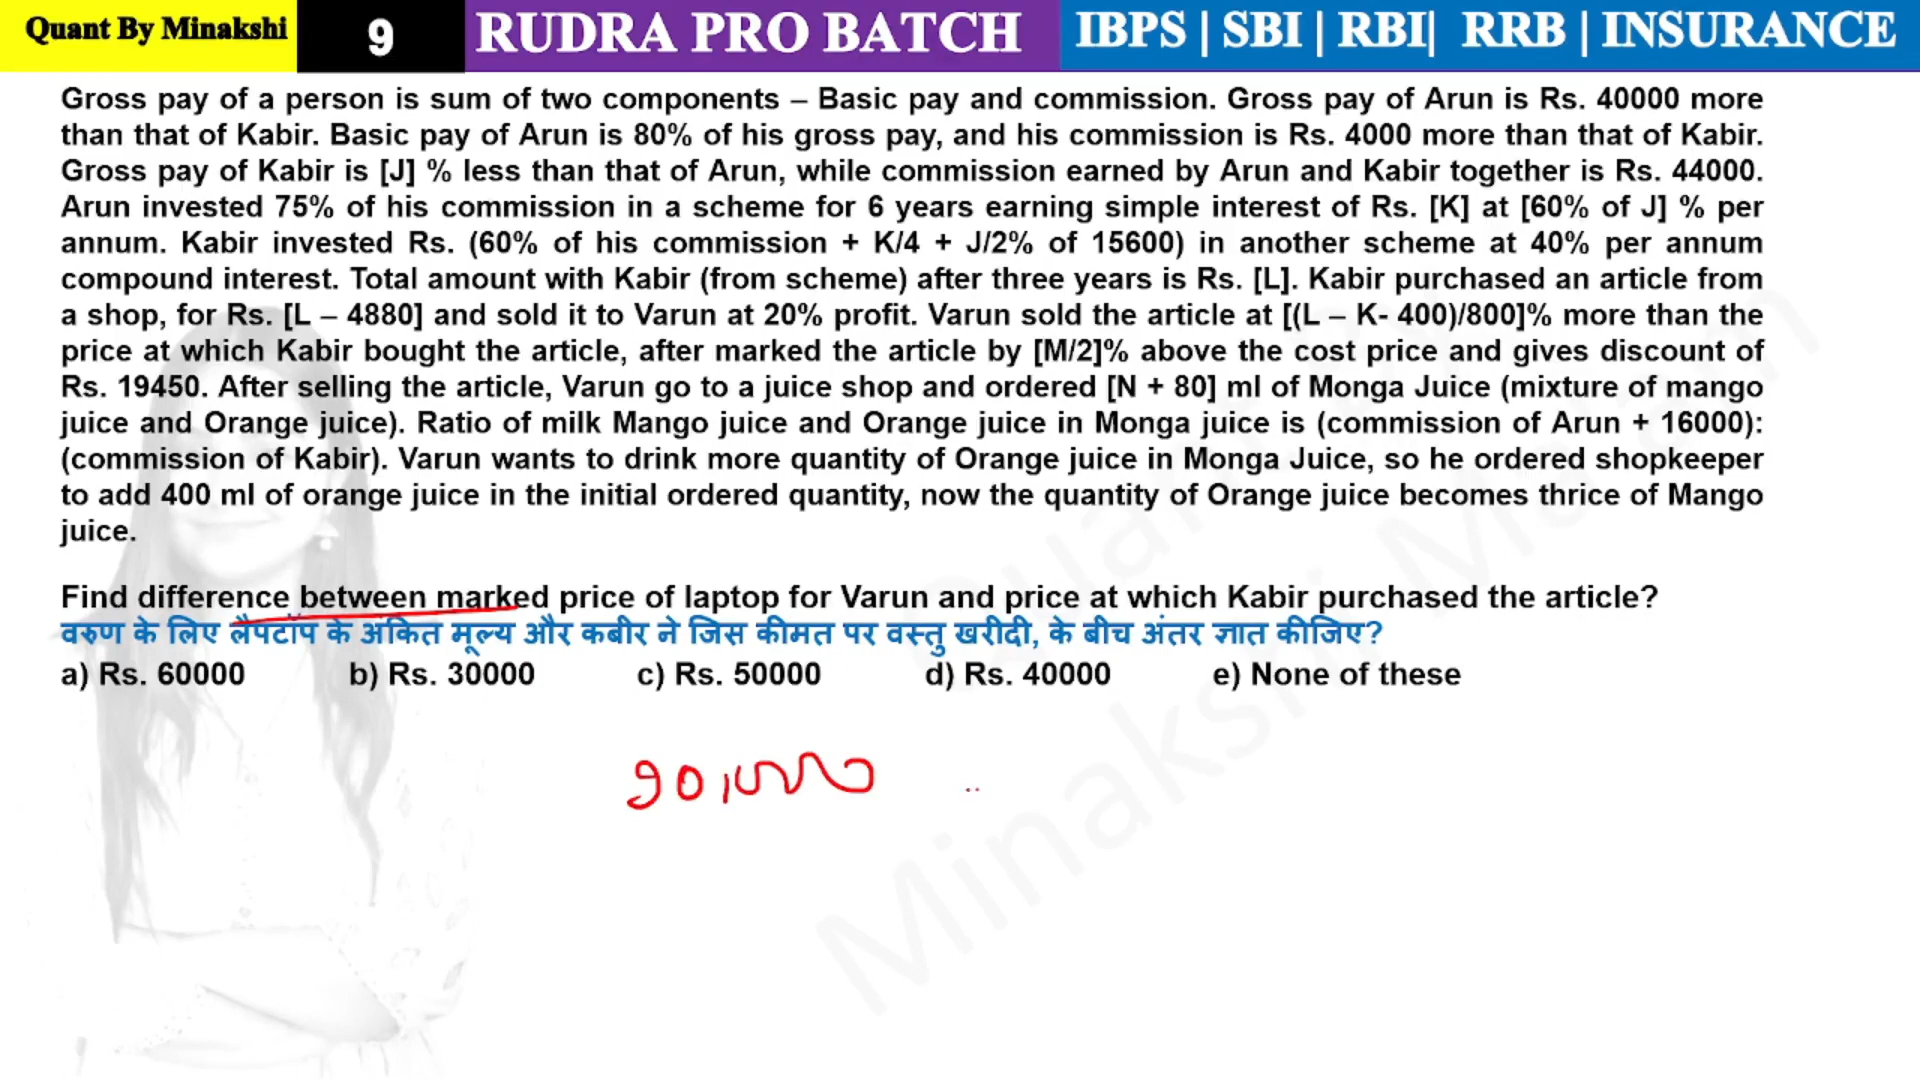 Quant By Minakshi
9
RUDRA PRO BATCH
IBPS | SBI | RBI| RRB | INSURANCE
Gross pay of a person is sum of two components – Basic pay and commission. Gross pay of Arun is Rs. 40000 more
than that of Kabir. Basic pay of Arun is 80% of his gross pay, and his commission is Rs. 4000 more than that of Kabir.
Gross pay of Kabir is [J] % less than that of Arun, while commission earned by Arun and Kabir together is Rs. 44000.
Arun invested 75% of his commission in a scheme for 6 years earning simple interest of Rs. [K] at [60% of J] % per
annum. Kabir invested Rs. (60% of his commission + K/4 + J/2% of 15600) in another scheme at 40% per annum
compound interest. Total amount with Kabir (from scheme) after three years is Rs. [L]. Kabir purchased an article from
a shop, for Rs. [L – 4880] and sold it to Varun at 20% profit. Varun sold the article at [(L – K- 400)/800]% more than the
price at which Kabir bought the article, after marked the article by [M/2]% above the cost price and gives discount of
Rs. 19450. After selling the article, Varun go to a juice shop and ordered [N + 80] ml of Monga Juice (mixture of mango
juice and Orange juice). Ratio of milk Mango juice and Orange juice in Monga juice is (commission of Arun + 16000):
(commission of Kabir). Varun wants to drink more quantity of Orange juice in Monga Juice, so he ordered shopkeeper
to add 400 ml of orange juice in the initial ordered quantity, now the quantity of Orange juice becomes thrice of Mango
juice.
Find difference between marked price of laptop for Varun and price at which Kabir purchased the article?
वरुण के लिए लैपटॉप के अंकित मूल्य और कबीर ने जिस कीमत पर वस्तु खरीदी, के बीच अंतर ज्ञात कीजिए?
a) Rs. 60000 b) Rs. 30000 c) Rs. 50000 d) Rs. 40000 e) None of these